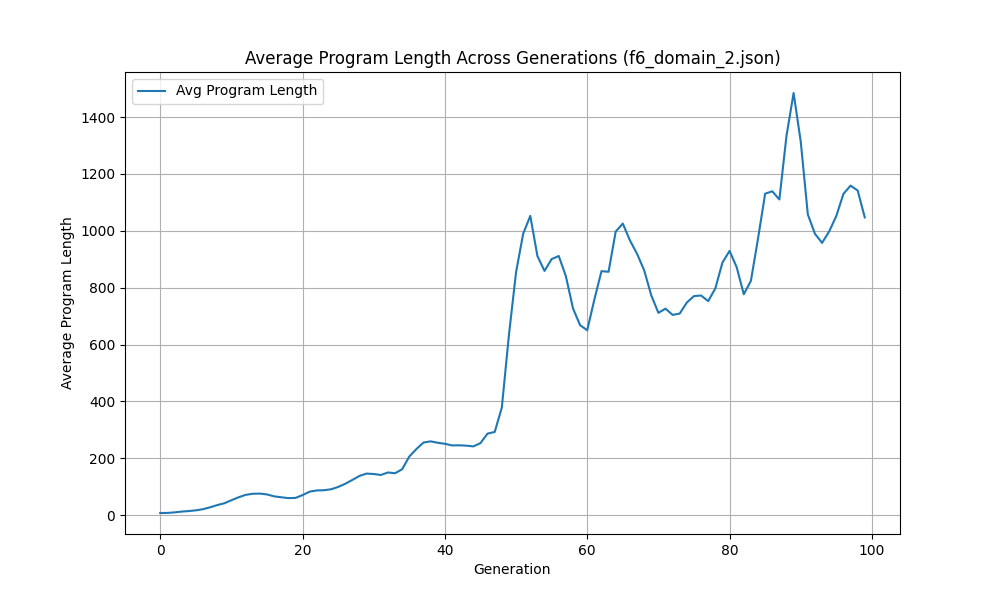 Average Program Length Across Generations (f6_domain_2.json)
Avg Program Length
1400
1200
1000
800
600
400
200
0
Average Program Length
0 20 40 60 80 100
Generation